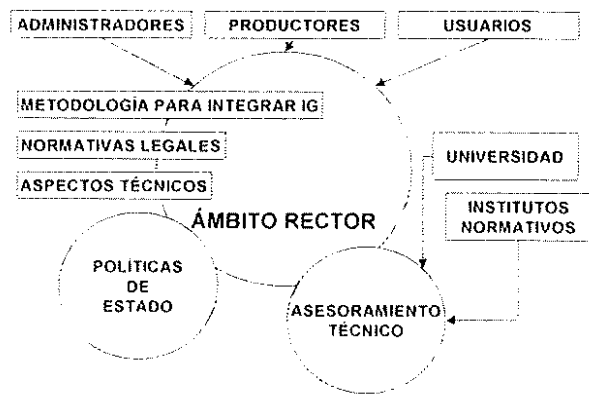 ADMINISTRADORES
PRODUCTORES
USUARIOS
METODOLOGÍA PARA INTEGRAR IG
NORMATIVAS LEGALES
ASPECTOS TÉCNICOS
UNIVERSIDAD
INSTITUTOS
NORMATIVOS
ÁMBITO RECTOR
POLÍTICAS
DE
ESTADO
ASESORAMIENTO
TÉCNICO